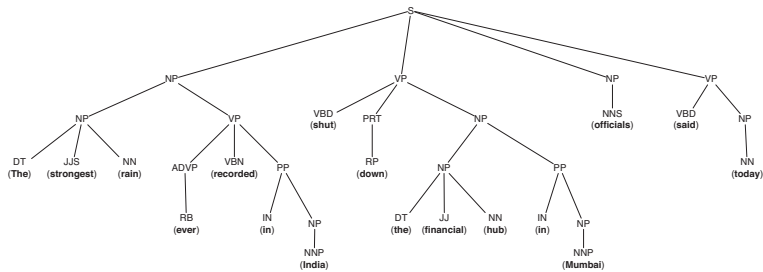 S
NP VP NP VP
NP VP VBD PRT NP NNS VBD NP
(shut) (officials) (said)
DT JJS NN ADVP VBN PP RP NP PP NN
(The) (strongest) (rain) (recorded) (down) (today)
RB IN NP DT JJ NN IN NP
(ever) (in) (the) (financial) (hub) (in)
NNP NNP
(India) (Mumbai)